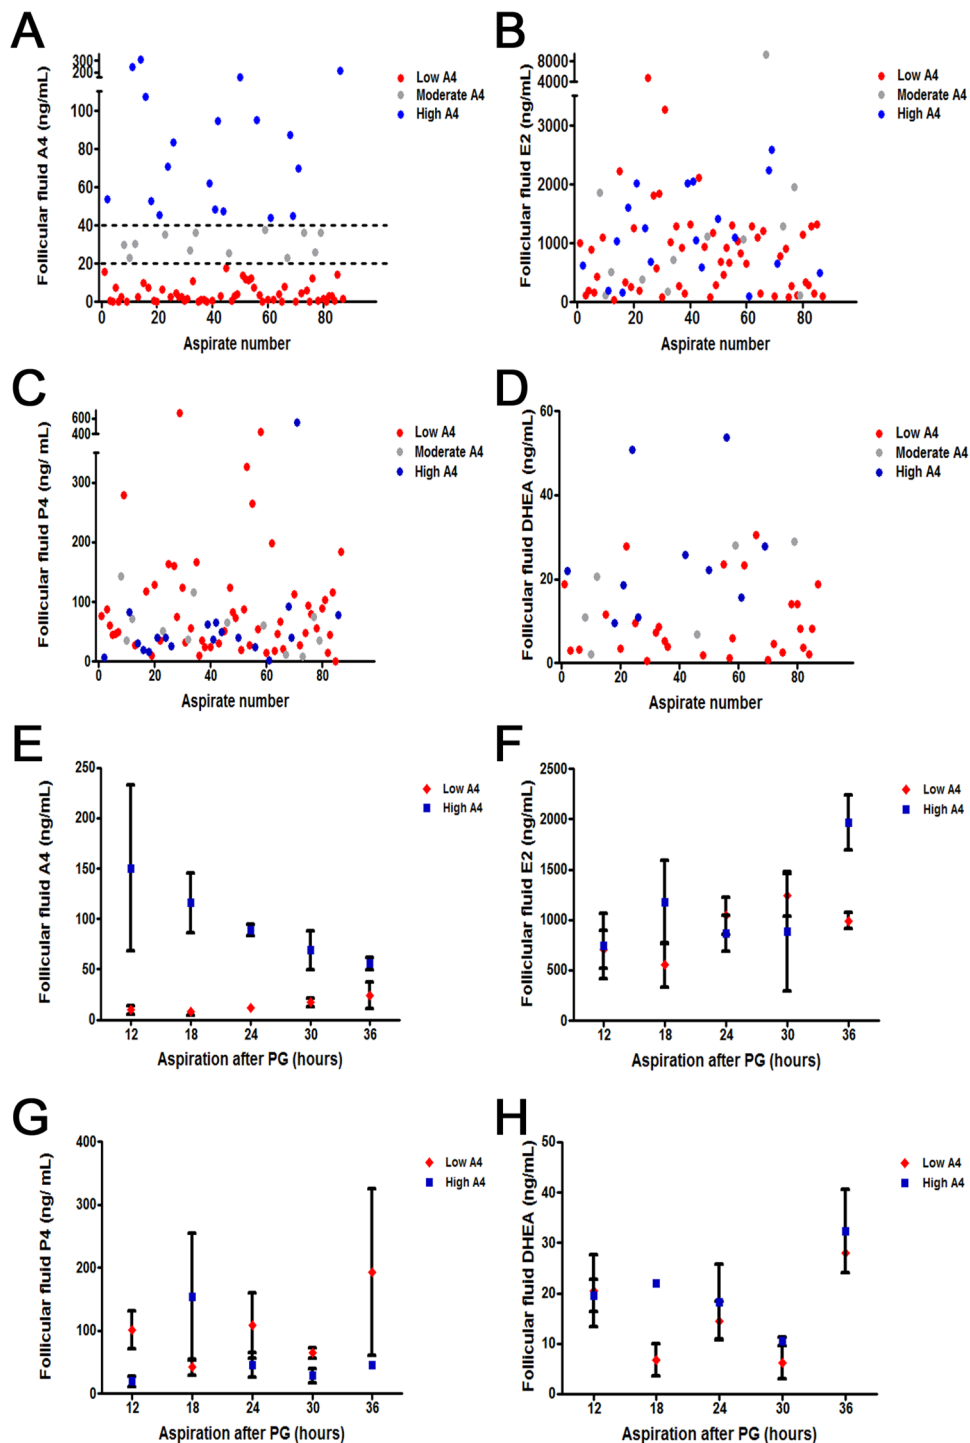 A
Follicular fluid A4 (ng/mL)
300
200
100
80
60
40
20
0
0 20 40 60 80
Aspirate number
Low A4
Moderate A4
High A4
B
Follicluar fluid E2 (ng/mL)
8000
4000
3000
2000
1000
0
0 20 40 60 80
Aspirate number
Low A4
Moderate A4
High A4
C
Follicular fluid P4 (ng/ mL)
600
400
300
200
100
0
0 20 40 60 80
Aspirate number
Low A4
Moderate A4
High A4
D
Follicular fluid DHEA (ng/mL)
60
40
20
0
0 20 40 60 80
Aspirate number
Low A4
Moderate A4
High A4
E
Follicular fluid A4 (ng/mL)
250
200
150
100
50
0
12 18 24 30 36
Aspiration after PG (hours)
Low A4
High A4
F
Follicluar fluid E2 (ng/mL)
2500
2000
1500
1000
500
0
12 18 24 30 36
Aspiration after PG (hours)
Low A4
High A4
G
Follicular fluid P4 (ng/ mL)
400
300
200
100
0
12 18 24 30 36
Aspiration after PG (hours)
Low A4
High A4
H
Follicular fluid DHEA (ng/mL)
50
40
30
20
10
0
12 18 24 30 36
Aspiration after PG (hours)
Low A4
High A4